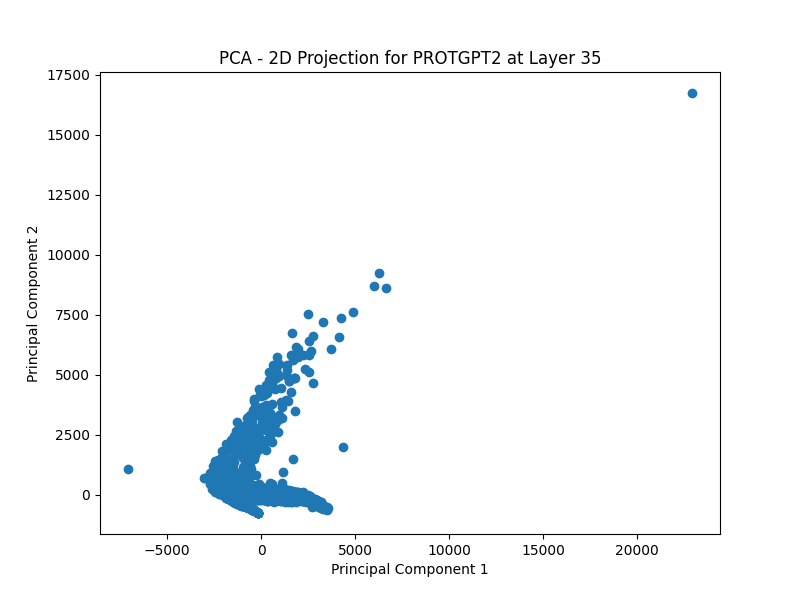 PCA - 2D Projection for PROTGPT2 at Layer 35
17500
15000
12500
10000
7500
5000
2500
0
Principal Component 2
−5000 0 5000 10000 15000 20000
Principal Component 1